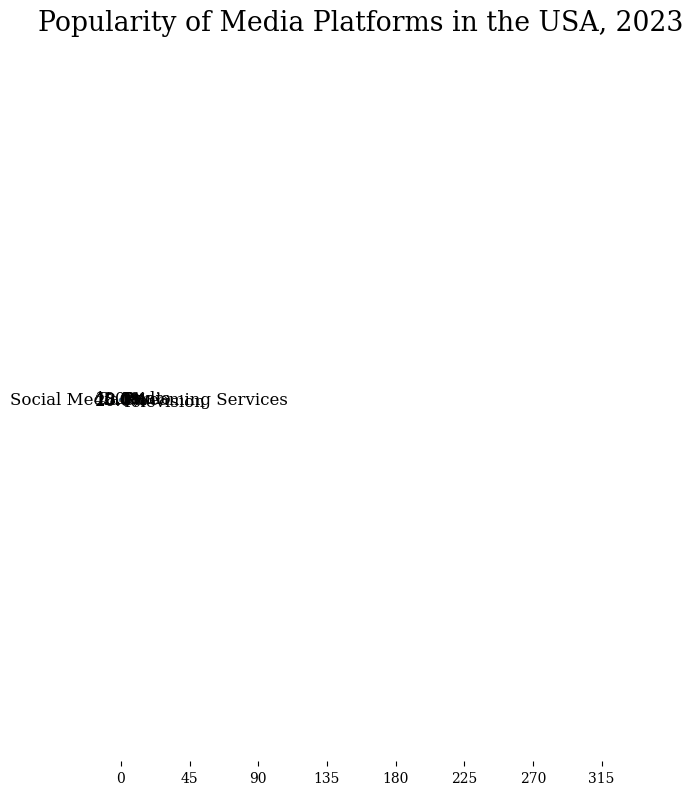 Popularity of Media Platforms in the USA, 2023
Social Media
Streaming Services
Television
0 45 90 135 180 225 270 315